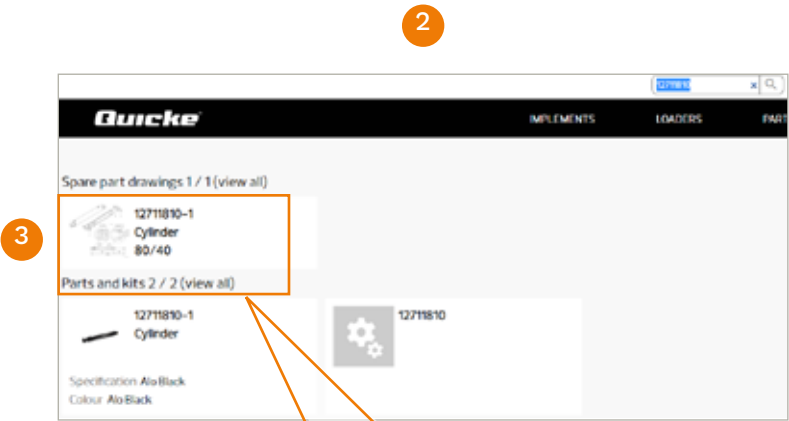 2
12711810 x
Quicke
IMPLEMENTS LOADERS PART
Spare part drawings 1 / 1 (view all)
12711810-1
Cylinder
80/40
3
Parts and kits 2 / 2 (view all)
12711810-1
Cylinder
Specification Alo Black
Colour Alo Black
12711810